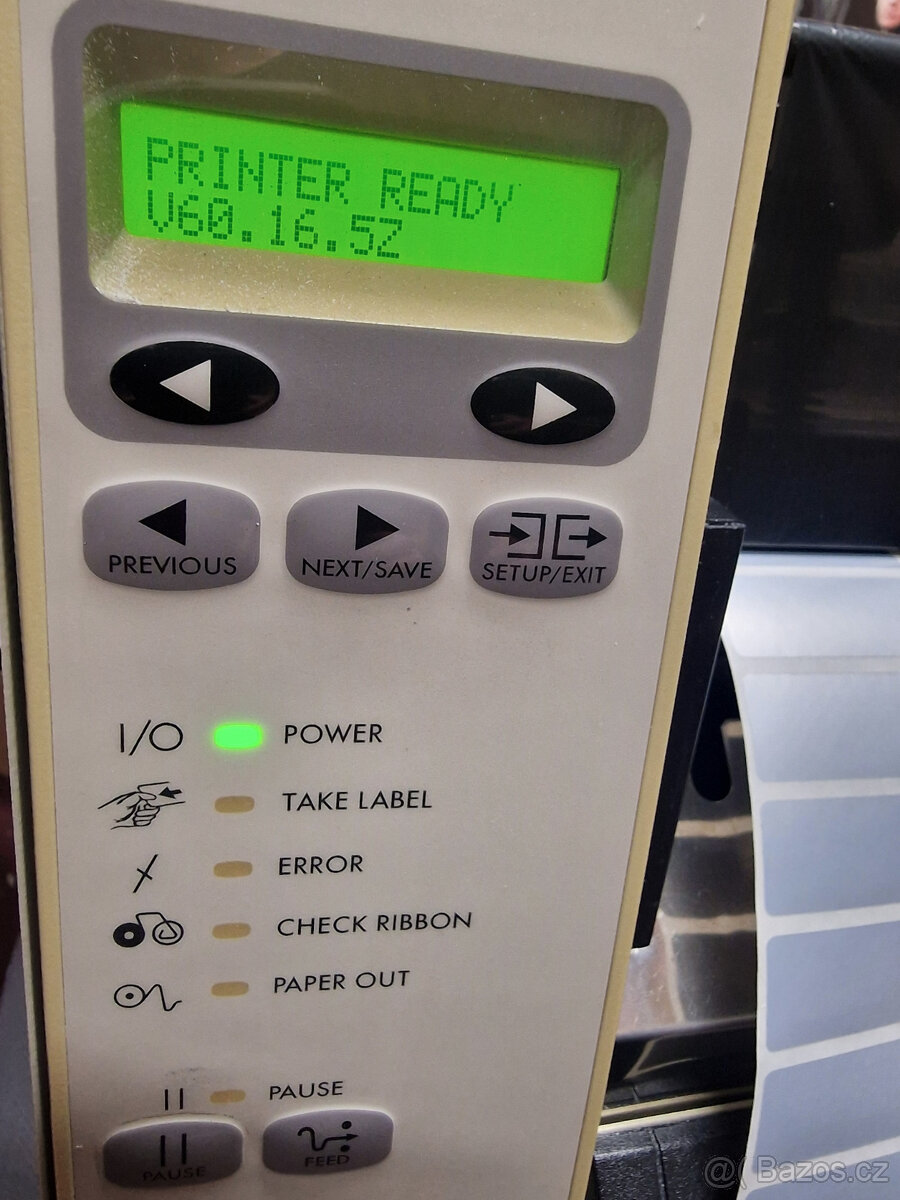 PRINTER READY
V60.16.5Z
PREVIOUS
NEXT/SAVE
SETUP/EXIT
I/O POWER
TAKE LABEL
ERROR
CHECK RIBBON
PAPER OUT
PAUSE
PAUSE
FEED
@( Bazos.cz